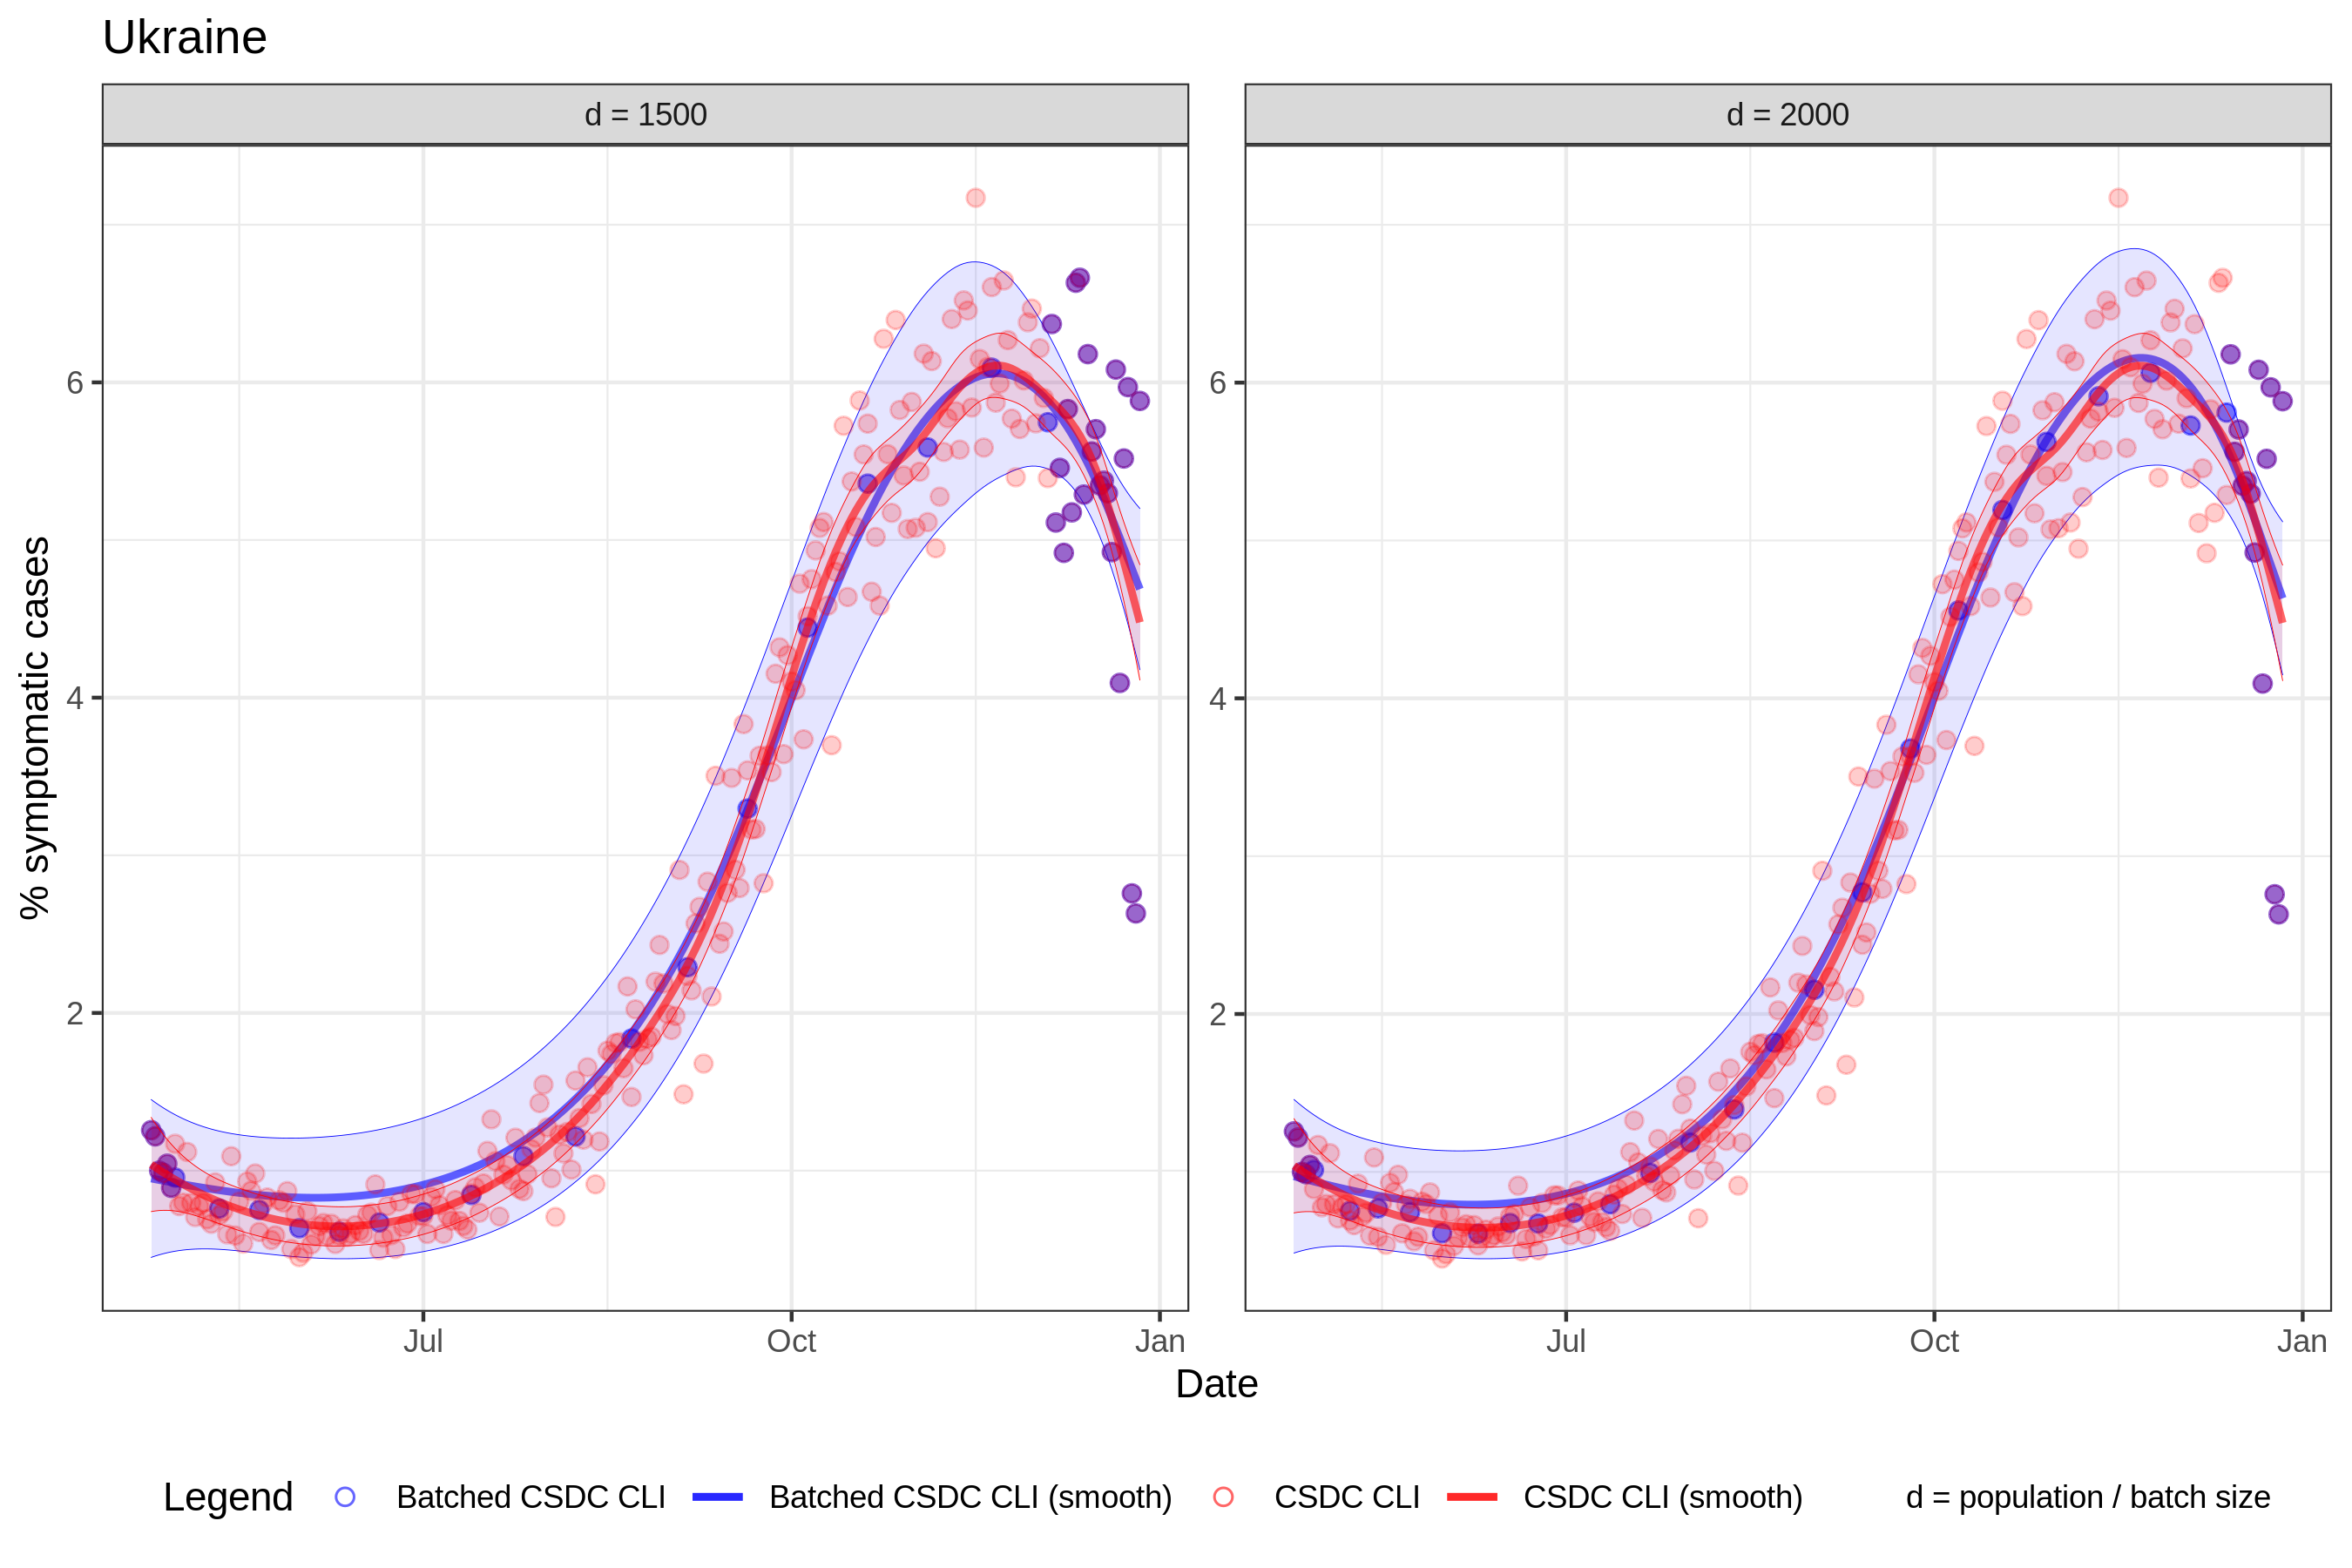 Ukraine
d = 1500
d = 2000
% symptomatic cases
6
4
2
6
4
2
Jul
Oct
Jan
Jul
Oct
Jan
Date
Legend
Batched CSDC CLI
Batched CSDC CLI (smooth)
CSDC CLI
CSDC CLI (smooth)
d = population / batch size